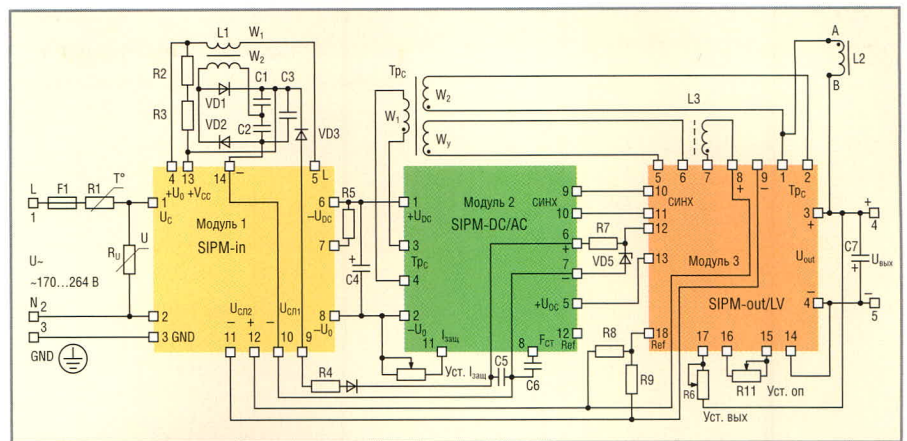 L1 W₁
W₂
R2
C1 C3
VD1
R3
C2
VD2
VD3
TpC
W₂
W₁
Wy
L3
A
L2
B
4 13 14 – 5 L
+U₀ +VCC
5 6 7 8 9 1 2
+ – TpC
L F1 R1 T°
1
1 UC
Модуль 1
SIPM-in
6
–UDC
R5
7
1
+UDC
Модуль 2
SIPM-DC/AC
9
СИНХ
10
10
11
СИНХ
12
3
+
+
4
RU U
U~
~170...264 В
+
C4
3
TpC
4
6
+
R7
7
–
VD5
13
Модуль 3
SIPM-out/LV
Uout
C7
+
Uвых
N 2
3
GND
2
3 GND
UСП2 UСП1
– +
11 12 10 9
8
–U₀
2
–U₀
11
Iзащ
5
+UОС
FСТ
8
12
Ref
R8
18
Ref
4
–
–
5
17 16 15 14
R4
Уст. Iзащ
C5
C6
R9
R6
R11
Уст. оп
Уст. вых